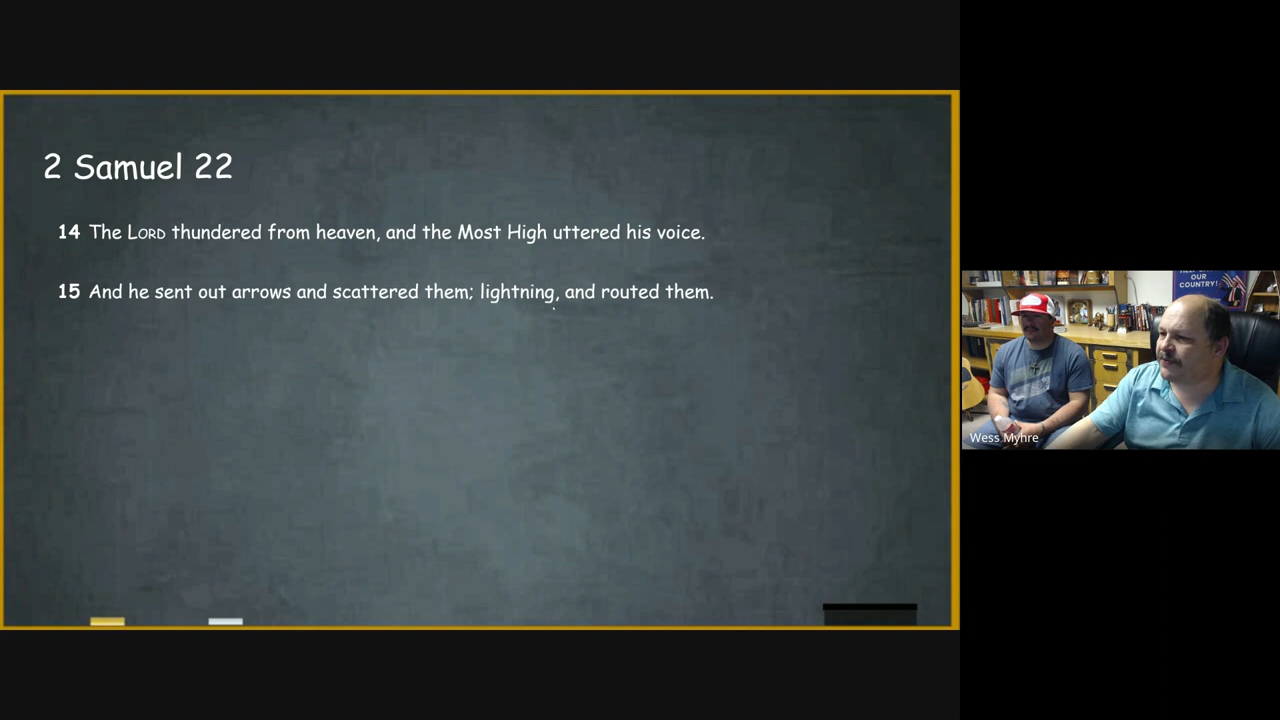 2 Samuel 22
14 The LORD thundered from heaven, and the Most High uttered his voice.
15 And he sent out arrows and scattered them; lightning, and routed them.
OUR
COUNTRY!
Wess Myhre